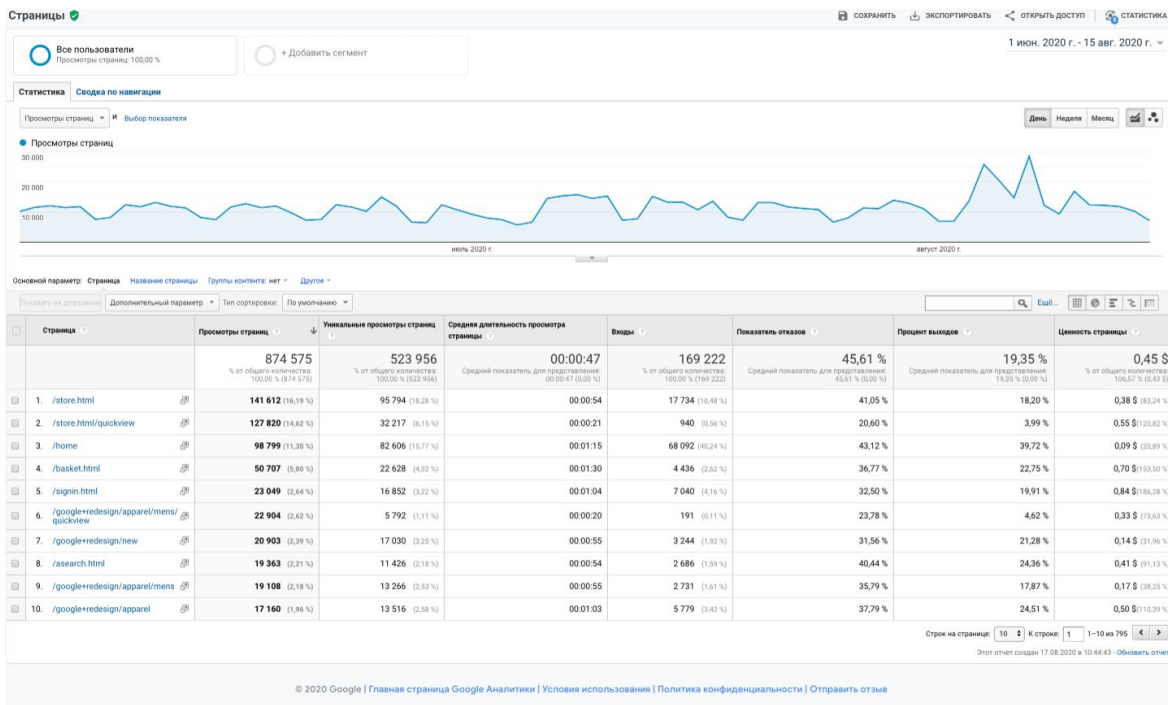 Страницы
СОХРАНИТЬ ЭКСПОРТИРОВАТЬ ОТКРЫТЬ ДОСТУП СТАТИСТИКА
Все пользователи
Просмотры страниц: 100,00 %
+ Добавить сегмент
1 июн. 2020 г. - 15 авг. 2020 г.
Статистика Сводка по навигации
Просмотры страниц И Выбор показателя
День Неделя Месяц
Просмотры страниц
30 000
20 000
10 000
июль 2020 г. август 2020 г.
Основной параметр: Страница Название страницы Группы контента: нет Другое
Показать на диаграмме Дополнительный параметр Тип сортировки: По умолчанию Ещё...
Страница ? Просмотры страниц ? Уникальные просмотры страниц ? Средняя длительность просмотра страницы ? Входы ? Показатель отказов ? Процент выходов ? Ценность страницы ?
874 575 523 956 00:00:47 169 222 45,61 % 19,35 % 0,45 $
% от общего количества: 100,00 % (874 575) % от общего количества: 100,00 % (523 956) Средний показатель для представления: 00:00:47 (0,00 %) % от общего количества: 100,00 % (169 222) Средний показатель для представления: 45,61 % (0,00 %) Средний показатель для представления: 19,35 % (0,00 %) % от общего количества: 106,57 % (0,43 $)
1. /store.html 141 612 (16,19 %) 95 794 (18,28 %) 00:00:54 17 734 (10,48 %) 41,05 % 18,20 % 0,38 $ (83,24 %
2. /store.html/quickview 127 820 (14,62 %) 32 217 (6,15 %) 00:00:21 940 (0,56 %) 20,60 % 3,99 % 0,55 $(120,82 %
3. /home 98 799 (11,30 %) 82 606 (15,77 %) 00:01:15 68 092 (40,24 %) 43,12 % 39,72 % 0,09 $ (20,89 %
4. /basket.html 50 707 (5,80 %) 22 628 (4,32 %) 00:01:30 4 436 (2,62 %) 36,77 % 22,75 % 0,70 $(153,50 %
5. /signin.html 23 049 (2,64 %) 16 852 (3,22 %) 00:01:04 7 040 (4,16 %) 32,50 % 19,91 % 0,84 $(186,28 %
6. /google+redesign/apparel/mens/quickview 22 904 (2,62 %) 5 792 (1,11 %) 00:00:20 191 (0,11 %) 23,78 % 4,62 % 0,33 $ (73,63 %
7. /google+redesign/new 20 903 (2,39 %) 17 030 (3,25 %) 00:00:55 3 244 (1,92 %) 31,56 % 21,28 % 0,14 $ (31,96 %
8. /asearch.html 19 363 (2,21 %) 11 426 (2,18 %) 00:00:54 2 686 (1,59 %) 40,44 % 24,36 % 0,41 $ (91,13 %
9. /google+redesign/apparel/mens 19 108 (2,18 %) 13 266 (2,53 %) 00:00:55 2 731 (1,61 %) 35,79 % 17,87 % 0,17 $ (38,25 %
10. /google+redesign/apparel 17 160 (1,96 %) 13 516 (2,58 %) 00:01:03 5 779 (3,42 %) 37,79 % 24,51 % 0,50 $(110,39 %
Строк на странице: 10 К строке: 1 1–10 из 795
Этот отчет создан 17.08.2020 в 10:44:43 - Обновить отчет
© 2020 Google | Главная страница Google Аналитики | Условия использования | Политика конфиденциальности | Отправить отзыв